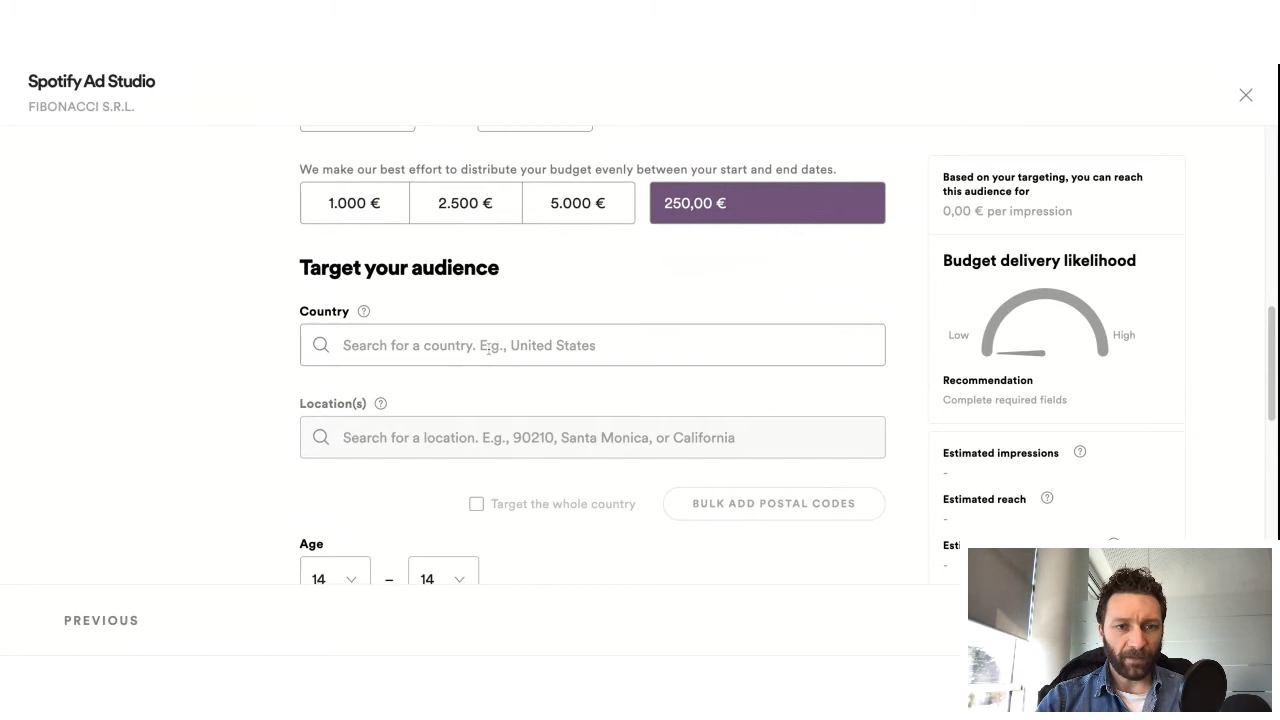 Spotify Ad Studio
FIBONACCI S.R.L.
We make our best effort to distribute your budget evenly between your start and end dates.
1.000 €
2.500 €
5.000 €
250,00 €
Target your audience
Country ?
Search for a country. E.g., United States
Location(s) ?
Search for a location. E.g., 90210, Santa Monica, or California
Target the whole country
BULK ADD POSTAL CODES
Age
14 – 14
PREVIOUS
Based on your targeting, you can reach
this audience for
0,00 € per impression
Budget delivery likelihood
Low
High
Recommendation
Complete required fields
Estimated impressions ?
-
Estimated reach ?
-
-